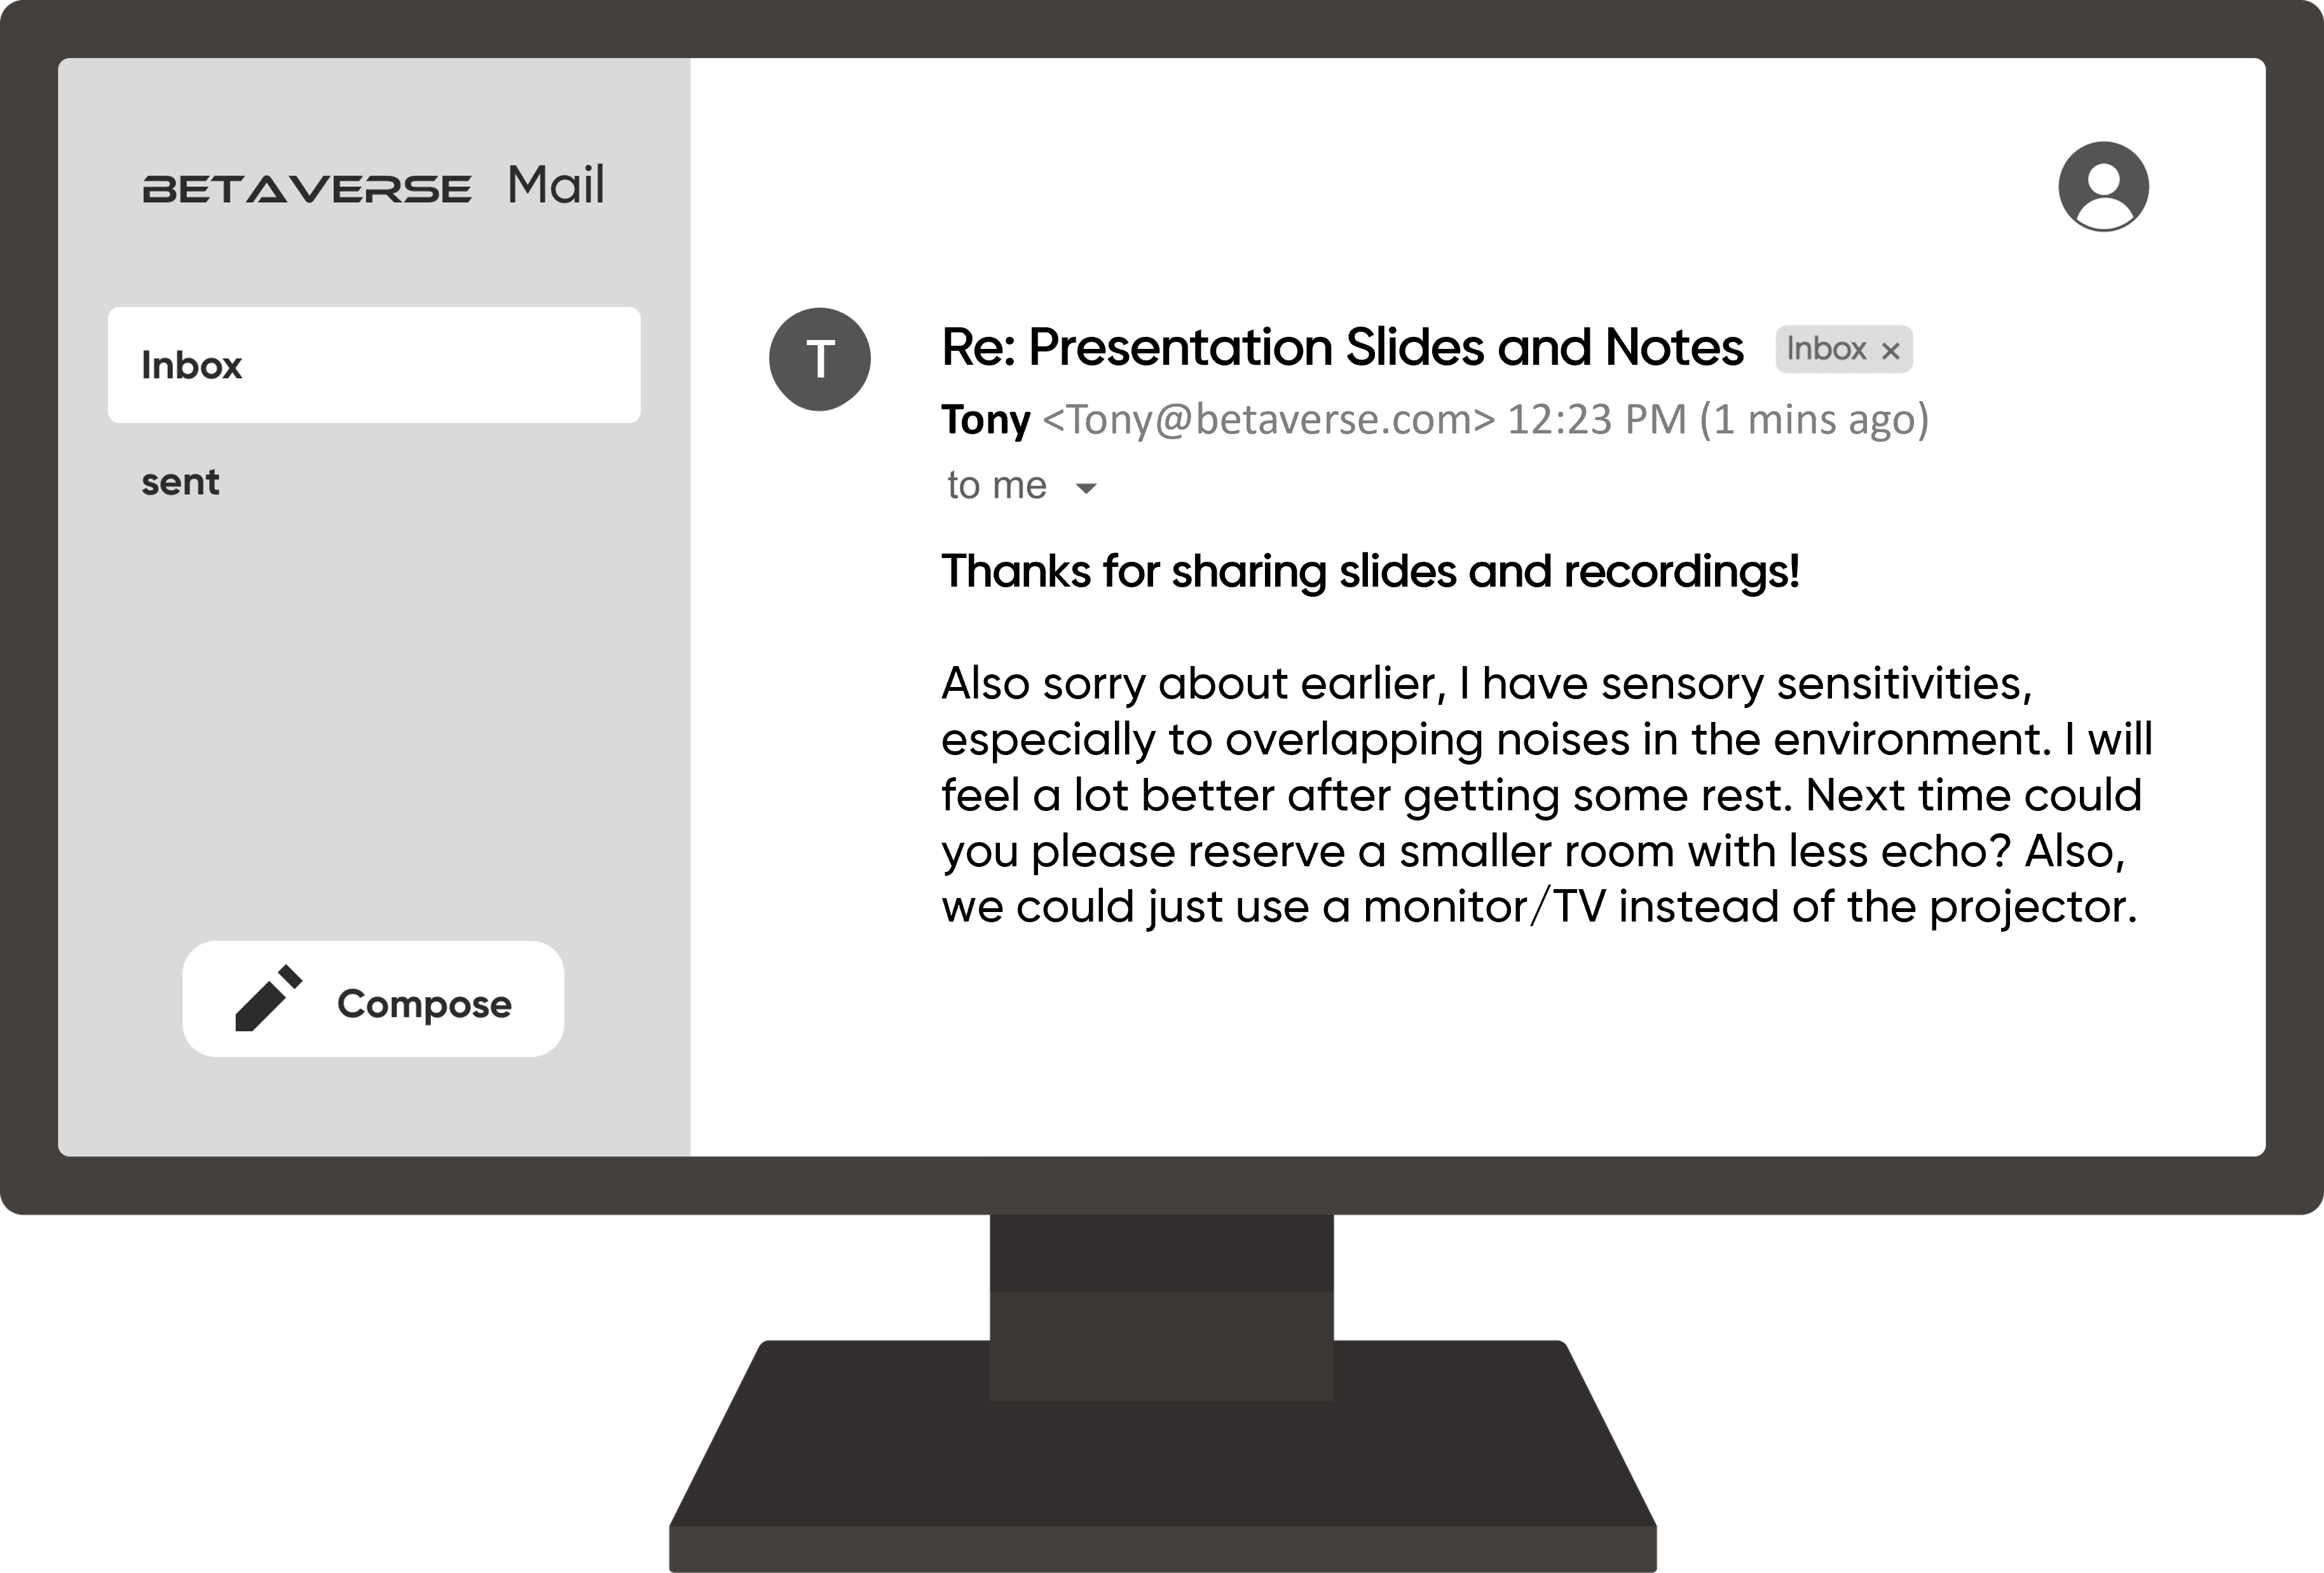 BETAVERSE Mail
Inbox
sent
Compose
T
Re: Presentation Slides and Notes Inbox ×
Tony <Tony@betaverse.com> 12:23 PM (1 mins ago)
to me
Thanks for sharing slides and recordings!
Also sorry about earlier, I have sensory sensitivities,
especially to overlapping noises in the environment. I will
feel a lot better after getting some rest. Next time could
you please reserve a smaller room with less echo? Also,
we could just use a monitor/TV instead of the projector.